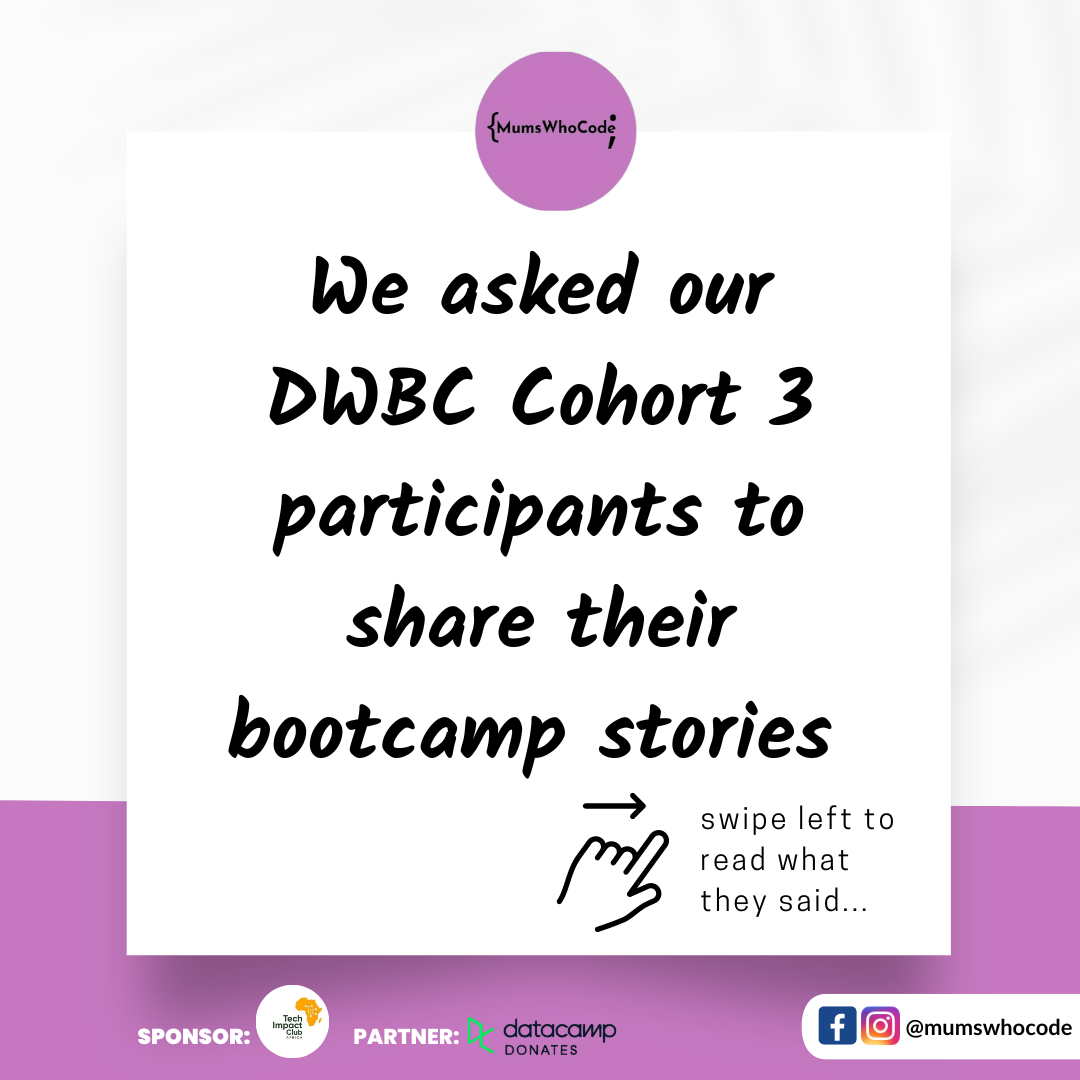 {MumsWhoCode;
We asked our
DWBC Cohort 3
participants to
share their
bootcamp stories
swipe left to
read what
they said...
SPONSOR:
Tech
Impact
Club
AFRICA
PARTNER:
datacamp
DONATES
@mumswhocode